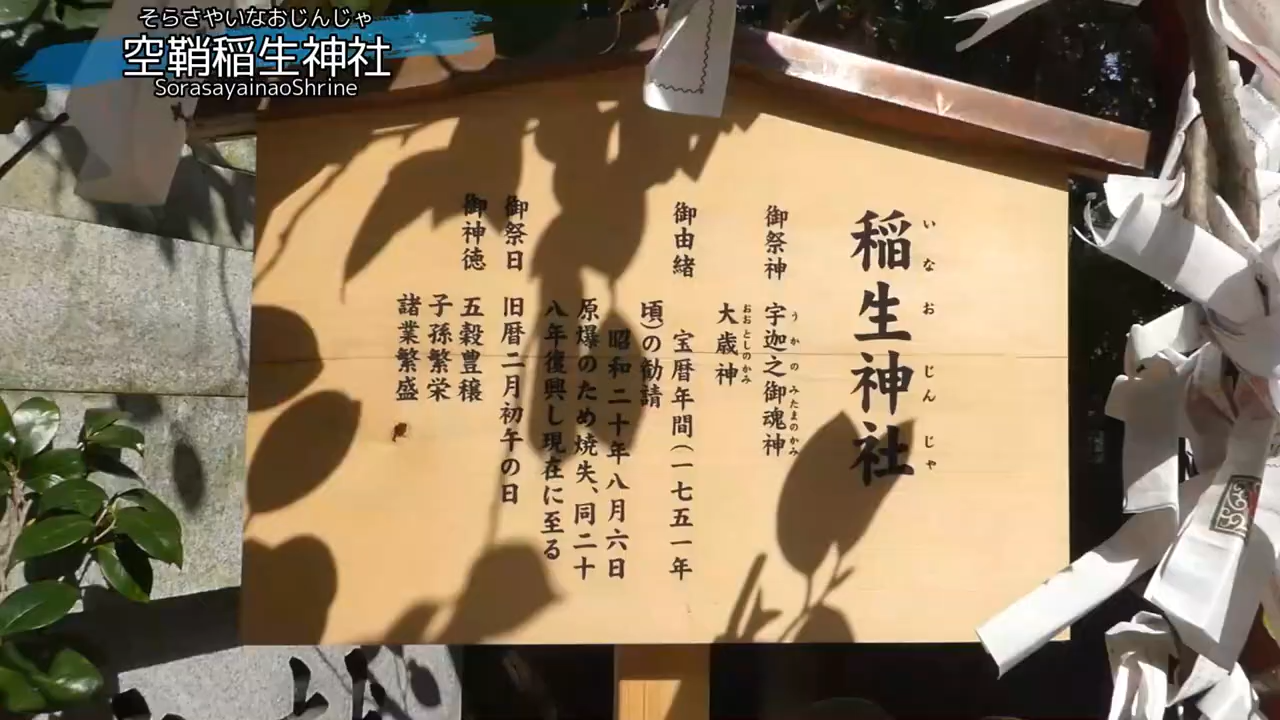 そらさやいなおじんじゃ
空鞘稲生神社
SorasayainaoShrine
いなおじんじゃ
稲生神社
御祭神 宇迦之御魂神
うかのみたまのかみ
大歳神
おおとしのかみ
御由緒 宝暦年間(一七五一年
頃)の勧請
昭和二十年八月六日
原爆のため焼失、同二十
八年復興し現在に至る
御祭日 旧暦二月初午の日
御神徳 五穀豊穣
子孫繁栄
諸業繁盛